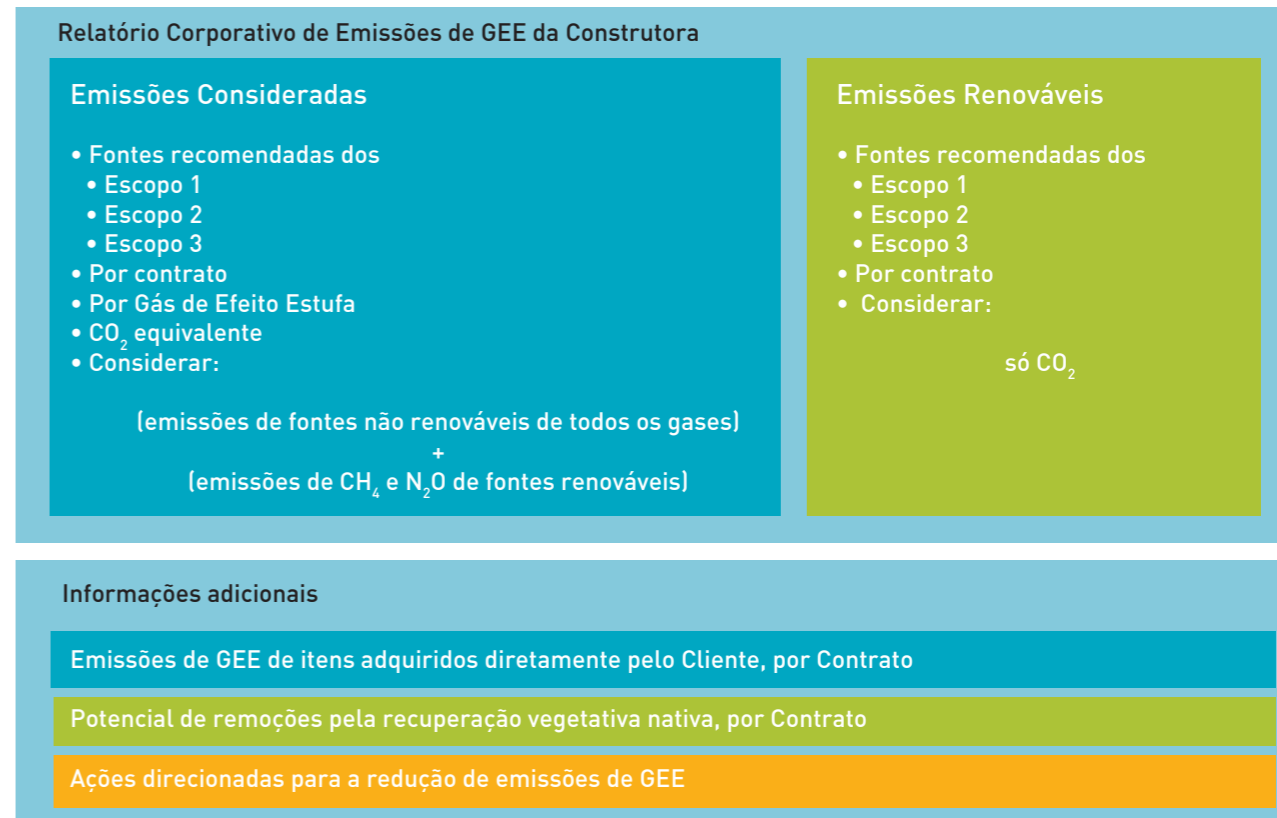 Relatório Corporativo de Emissões de GEE da Construtora
Emissões Consideradas
• Fontes recomendadas dos
• Escopo 1
• Escopo 2
• Escopo 3
• Por contrato
• Por Gás de Efeito Estufa
• CO₂ equivalente
• Considerar:
(emissões de fontes não renováveis de todos os gases)
+
(emissões de CH₄ e N₂O de fontes renováveis)
Emissões Renováveis
• Fontes recomendadas dos
• Escopo 1
• Escopo 2
• Escopo 3
• Por contrato
• Considerar:
só CO₂
Informações adicionais
Emissões de GEE de itens adquiridos diretamente pelo Cliente, por Contrato
Potencial de remoções pela recuperação vegetativa nativa, por Contrato
Ações direcionadas para a redução de emissões de GEE